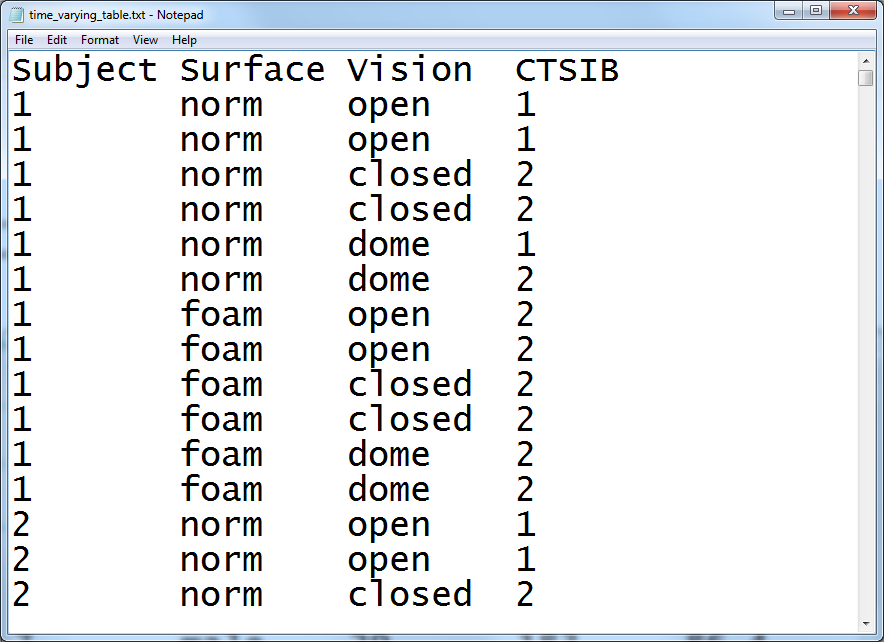 time_varying_table.txt - Notepad
File Edit Format View Help
Subject Surface Vision CTSIB
1 norm open 1
1 norm open 1
1 norm closed 2
1 norm closed 2
1 norm dome 1
1 norm dome 2
1 foam open 2
1 foam open 2
1 foam closed 2
1 foam closed 2
1 foam dome 2
1 foam dome 2
2 norm open 1
2 norm open 1
2 norm closed 2